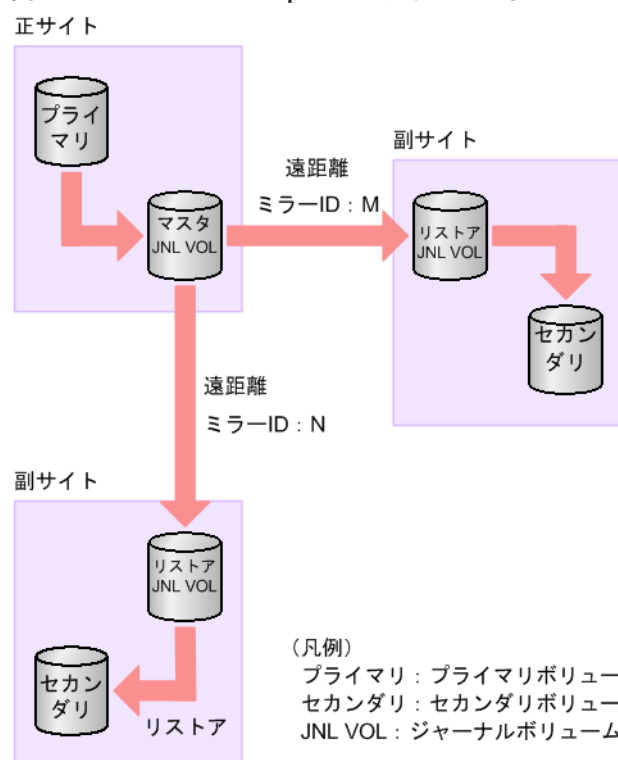 正サイト
プライ
マリ
マスタ
JNL VOL
遠距離
ミラーID：M
副サイト
リストア
JNL VOL
セカン
ダリ
遠距離
ミラーID：N
副サイト
リストア
JNL VOL
セカン
ダリ
リストア
（凡例）
プライマリ：プライマリボリュー
セカンダリ：セカンダリボリュー
JNL VOL：ジャーナルボリューム